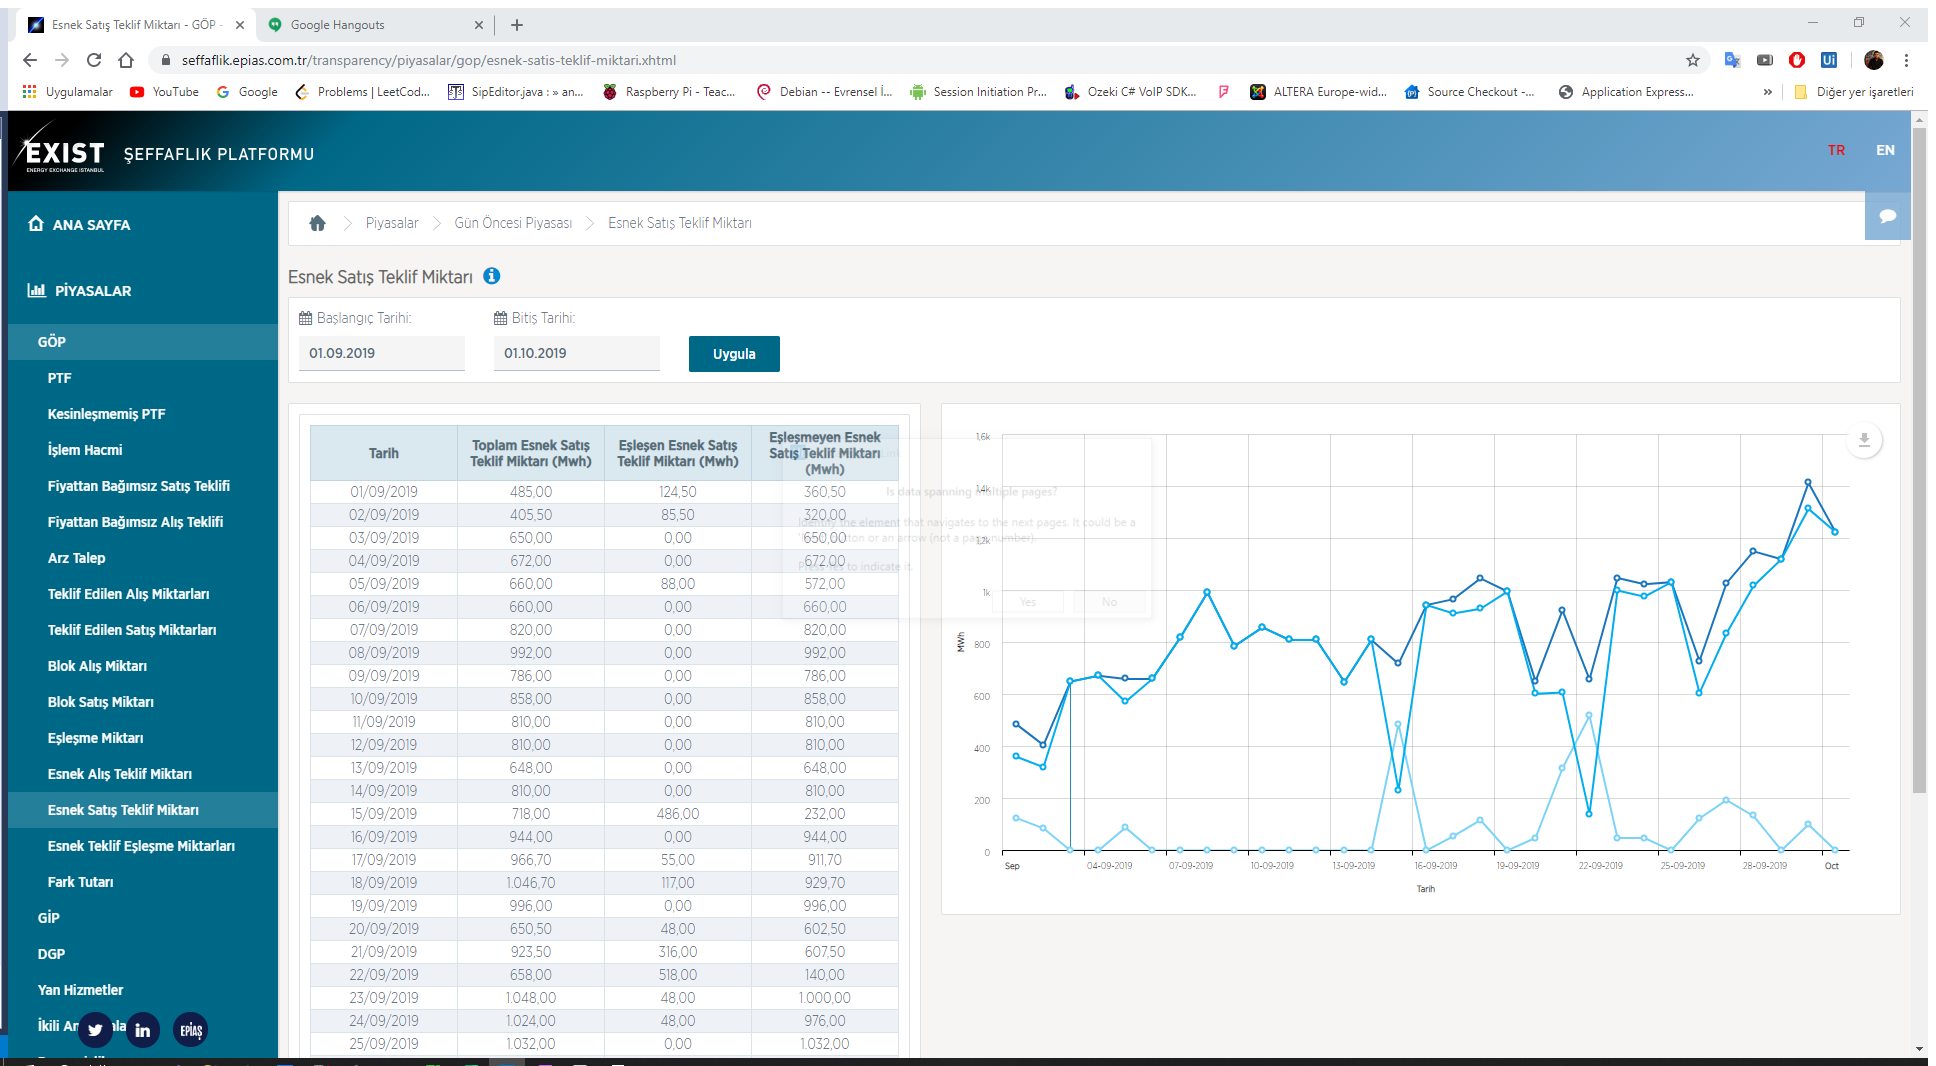 Esnek Satış Teklif Miktarı - GÖP -
Google Hangouts
seffaflik.epias.com.tr/transparency/piyasalar/gop/esnek-satis-teklif-miktari.xhtml
Uygulamalar YouTube Google Problems | LeetCod... SipEditor.java : » an... Raspberry Pi - Teac... Debian -- Evrensel İ... Session Initiation Pr... Ozeki C# VoIP SDK... ALTERA Europe-wid... Source Checkout -... Application Express... » Diğer yer işaretleri
EXIST ŞEFFAFLIK PLATFORMU
ENERGY EXCHANGE ISTANBUL
TR EN
ANA SAYFA
PİYASALAR
GÖP
PTF
Kesinleşmemiş PTF
İşlem Hacmi
Fiyattan Bağımsız Satış Teklifi
Fiyattan Bağımsız Alış Teklifi
Arz Talep
Teklif Edilen Alış Miktarları
Teklif Edilen Satış Miktarları
Blok Alış Miktarı
Blok Satış Miktarı
Eşleşme Miktarı
Esnek Alış Teklif Miktarı
Esnek Satış Teklif Miktarı
Esnek Teklif Eşleşme Miktarları
Fark Tutarı
GİP
DGP
Yan Hizmetler
İkili An
EPİAŞ
Piyasalar Gün Öncesi Piyasası Esnek Satış Teklif Miktarı
Esnek Satış Teklif Miktarı
Başlangıç Tarihi: Bitiş Tarihi:
01.09.2019 01.10.2019 Uygula
Tarih Toplam Esnek Satış Teklif Miktarı (Mwh) Eşleşen Esnek Satış Teklif Miktarı (Mwh) Eşleşmeyen Esnek Satış Teklif Miktarı (Mwh)
01/09/2019 485,00 124,50 360,50
02/09/2019 405,50 85,50 320,00
03/09/2019 650,00 0,00 650,00
04/09/2019 672,00 0,00 672,00
05/09/2019 660,00 88,00 572,00
06/09/2019 660,00 0,00 660,00
07/09/2019 820,00 0,00 820,00
08/09/2019 992,00 0,00 992,00
09/09/2019 786,00 0,00 786,00
10/09/2019 858,00 0,00 858,00
11/09/2019 810,00 0,00 810,00
12/09/2019 810,00 0,00 810,00
13/09/2019 648,00 0,00 648,00
14/09/2019 810,00 0,00 810,00
15/09/2019 718,00 486,00 232,00
16/09/2019 944,00 0,00 944,00
17/09/2019 966,70 55,00 911,70
18/09/2019 1.046,70 117,00 929,70
19/09/2019 996,00 0,00 996,00
20/09/2019 650,50 48,00 602,50
21/09/2019 923,50 316,00 607,50
22/09/2019 658,00 518,00 140,00
23/09/2019 1.048,00 48,00 1.000,00
24/09/2019 1.024,00 48,00 976,00
25/09/2019 1.032,00 0,00 1.032,00
Is data spanning multiple pages?
Identify the element that navigates to the next pages. It could be a
button or an arrow (not a page number).
Press Yes to indicate it.
Yes No
1,6k
1,4k
1,2k
1k
800
600
400
200
0
MWh
Sep 04-09-2019 07-09-2019 10-09-2019 13-09-2019 16-09-2019 19-09-2019 22-09-2019 25-09-2019 28-09-2019 Oct
Tarih